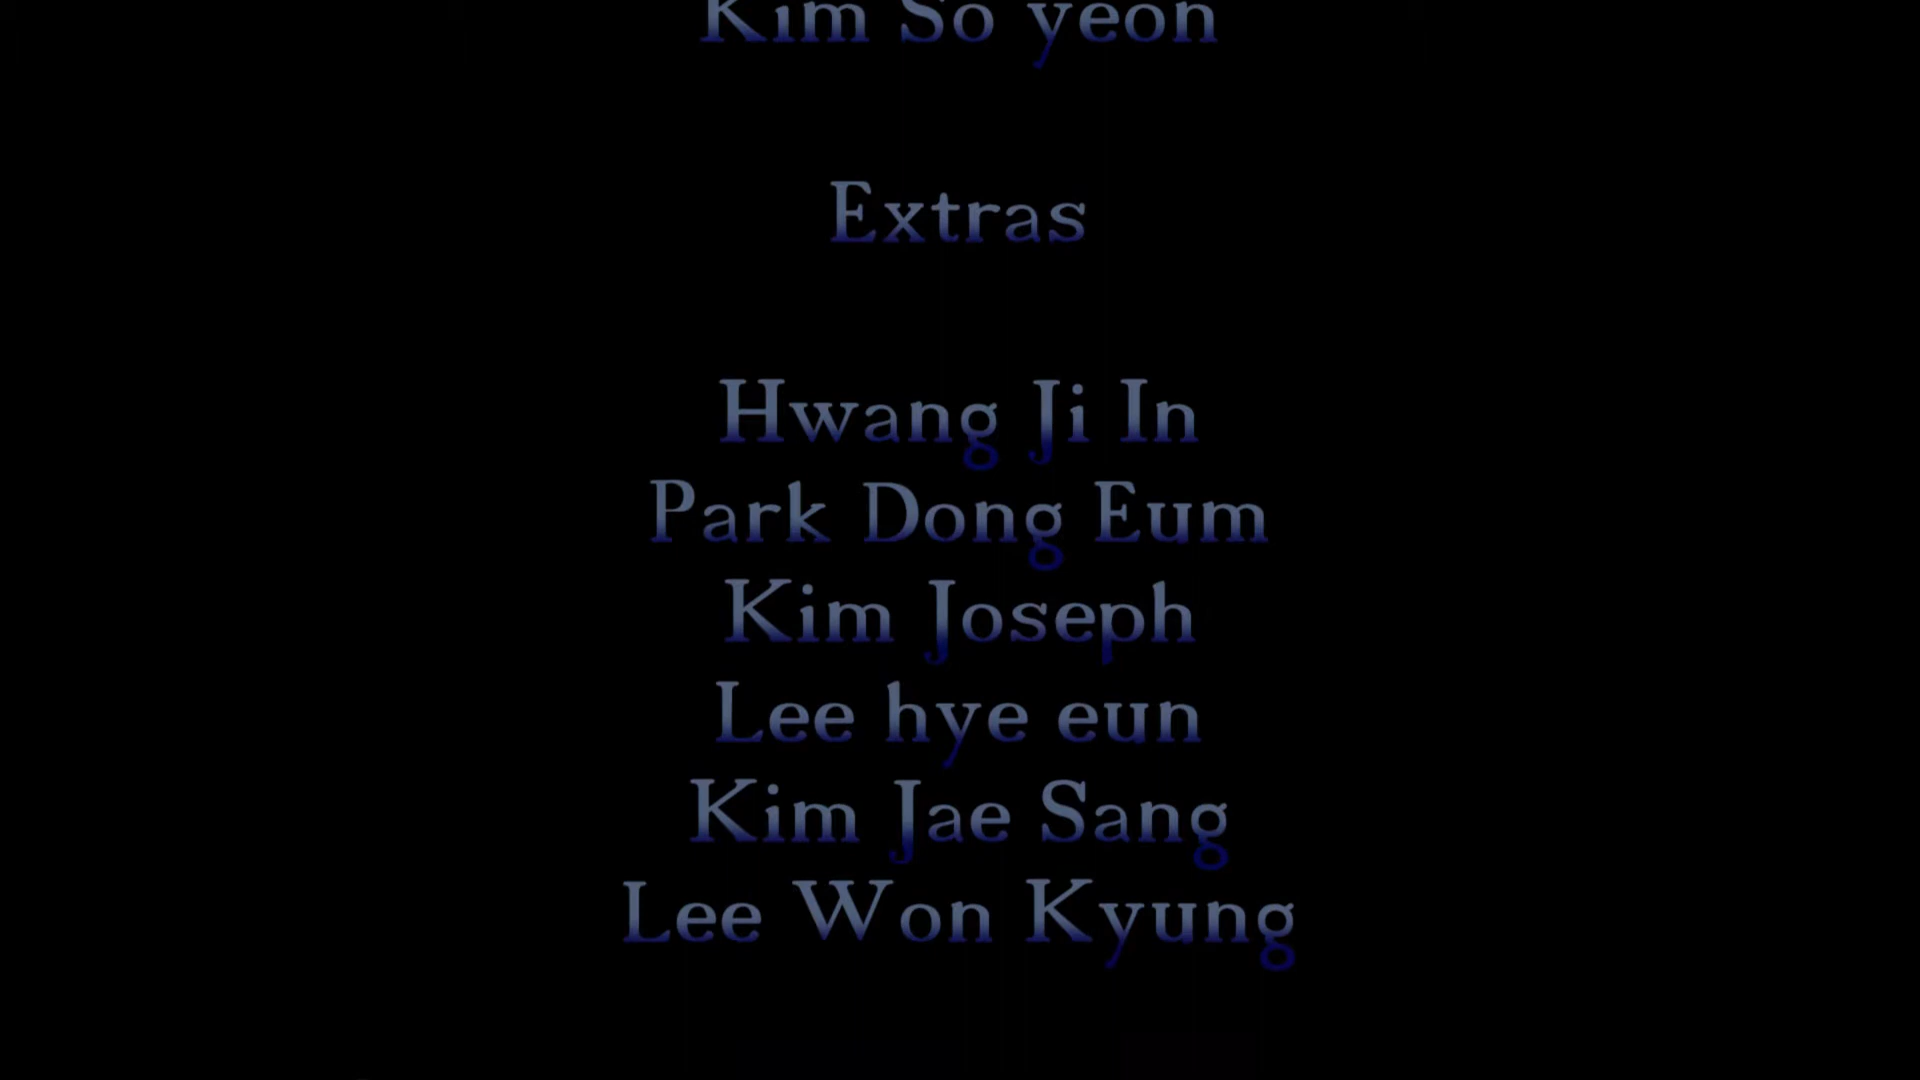 Kim So yeon
Extras
Hwang Ji In
Park Dong Eum
Kim Joseph
Lee hye eun
Kim Jae Sang
Lee Won Kyung